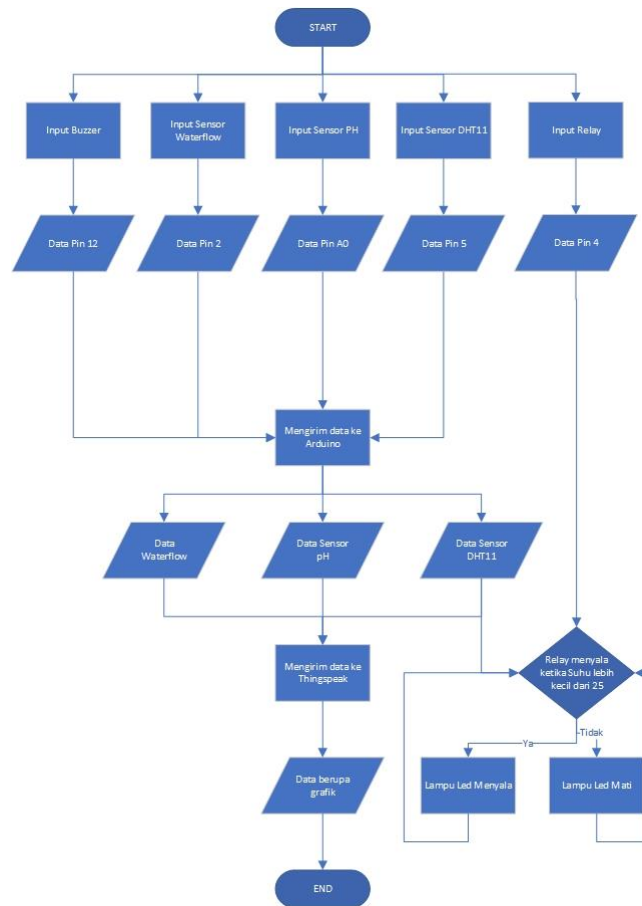 START
Input Buzzer
Input Sensor
Waterflow
Input Sensor PH
Input Sensor DHT11
Input Relay
Data Pin 12
Data Pin 2
Data Pin A0
Data Pin 5
Data Pin 4
Mengirim data ke
Arduino
Data
Waterflow
Data Sensor
pH
Data Sensor
DHT11
Mengirim data ke
Thingspeak
Relay menyala
ketika Suhu lebih
kecil dari 25
Ya
Tidak
Data berupa
grafik
Lampu Led Menyala
Lampu Led Mati
END